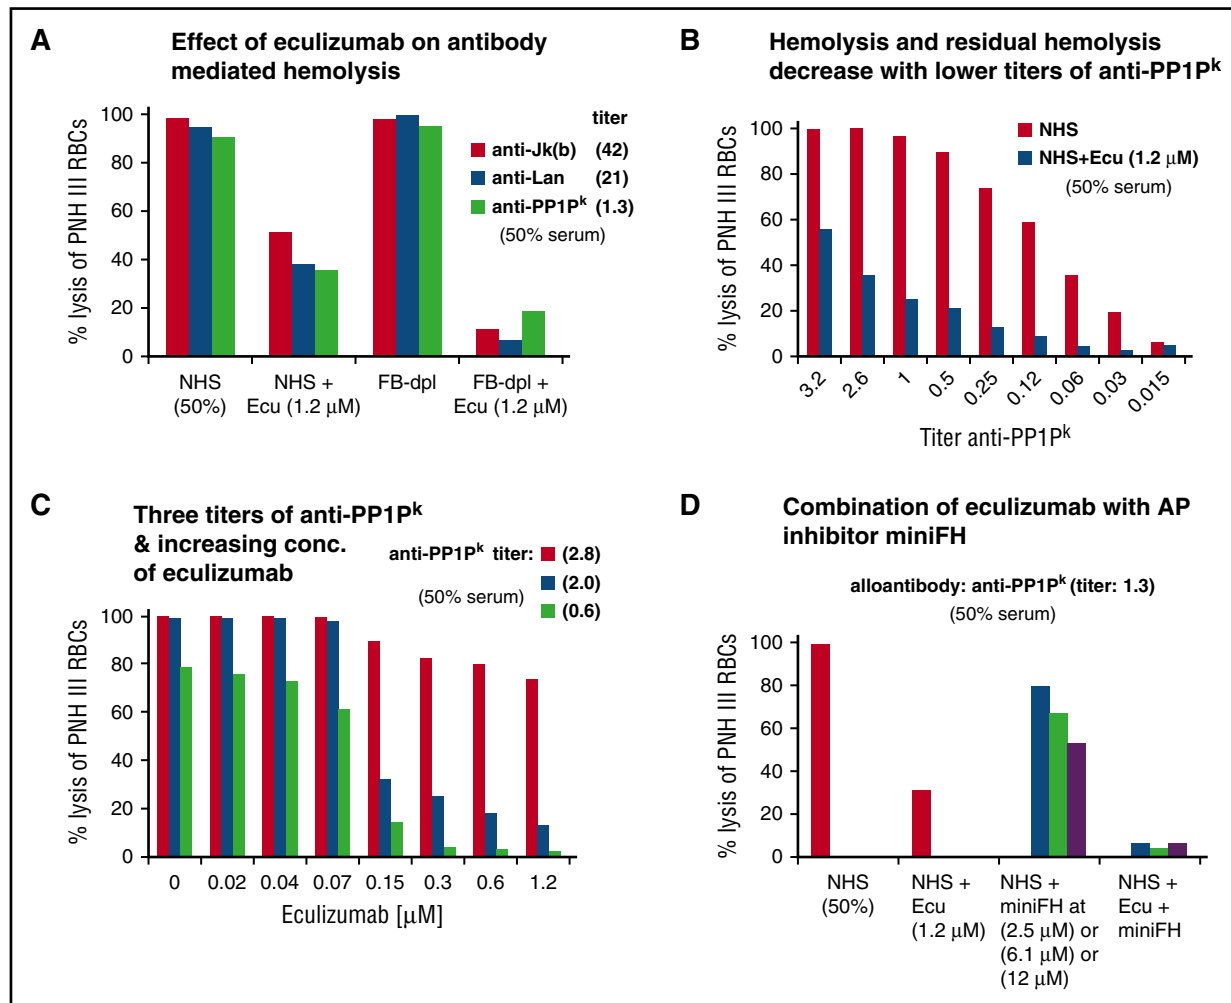 A
Effect of eculizumab on antibody
mediated hemolysis
% lysis of PNH III RBCs
100
80
60
40
20
0
titer
anti-Jk(b) (42)
anti-Lan (21)
anti-PP1Pk (1.3)
(50% serum)
NHS
(50%)
NHS +
Ecu (1.2 μM)
FB-dpl
FB-dpl +
Ecu (1.2 μM)
B
Hemolysis and residual hemolysis
decrease with lower titers of anti-PP1Pk
% lysis of PNH III RBCs
100
80
60
40
20
0
NHS
NHS+Ecu (1.2 μM)
(50% serum)
3.2 2.6 1 0.5 0.25 0.12 0.06 0.03 0.015
Titer anti-PP1Pk
C
Three titers of anti-PP1Pk
& increasing conc.
of eculizumab
anti-PP1Pk titer: (2.8)
(2.0)
(50% serum)
(0.6)
% lysis of PNH III RBCs
100
80
60
40
20
0
0 0.02 0.04 0.07 0.15 0.3 0.6 1.2
Eculizumab [μM]
D
Combination of eculizumab with AP
inhibitor miniFH
alloantibody: anti-PP1Pk (titer: 1.3)
(50% serum)
% lysis of PNH III RBCs
100
80
60
40
20
0
NHS
(50%)
NHS +
Ecu
(1.2 μM)
NHS +
miniFH at
(2.5 μM) or
(6.1 μM) or
(12 μM)
NHS +
Ecu +
miniFH